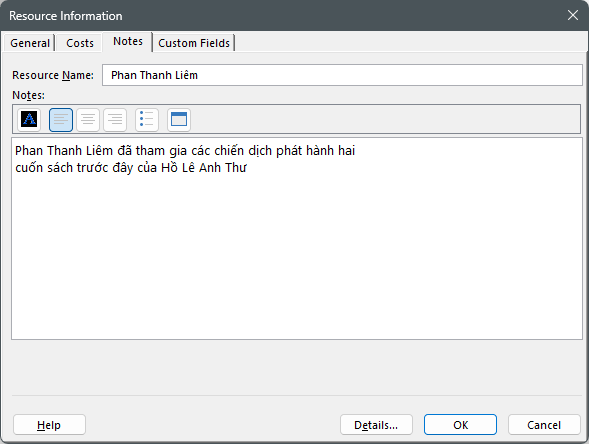 Resource Information
General Costs Notes Custom Fields
Resource Name: Phan Thanh Liêm
Notes:
A
Phan Thanh Liêm đã tham gia các chiến dịch phát hành hai
cuốn sách trước đây của Hồ Lê Anh Thư
Help Details... OK Cancel